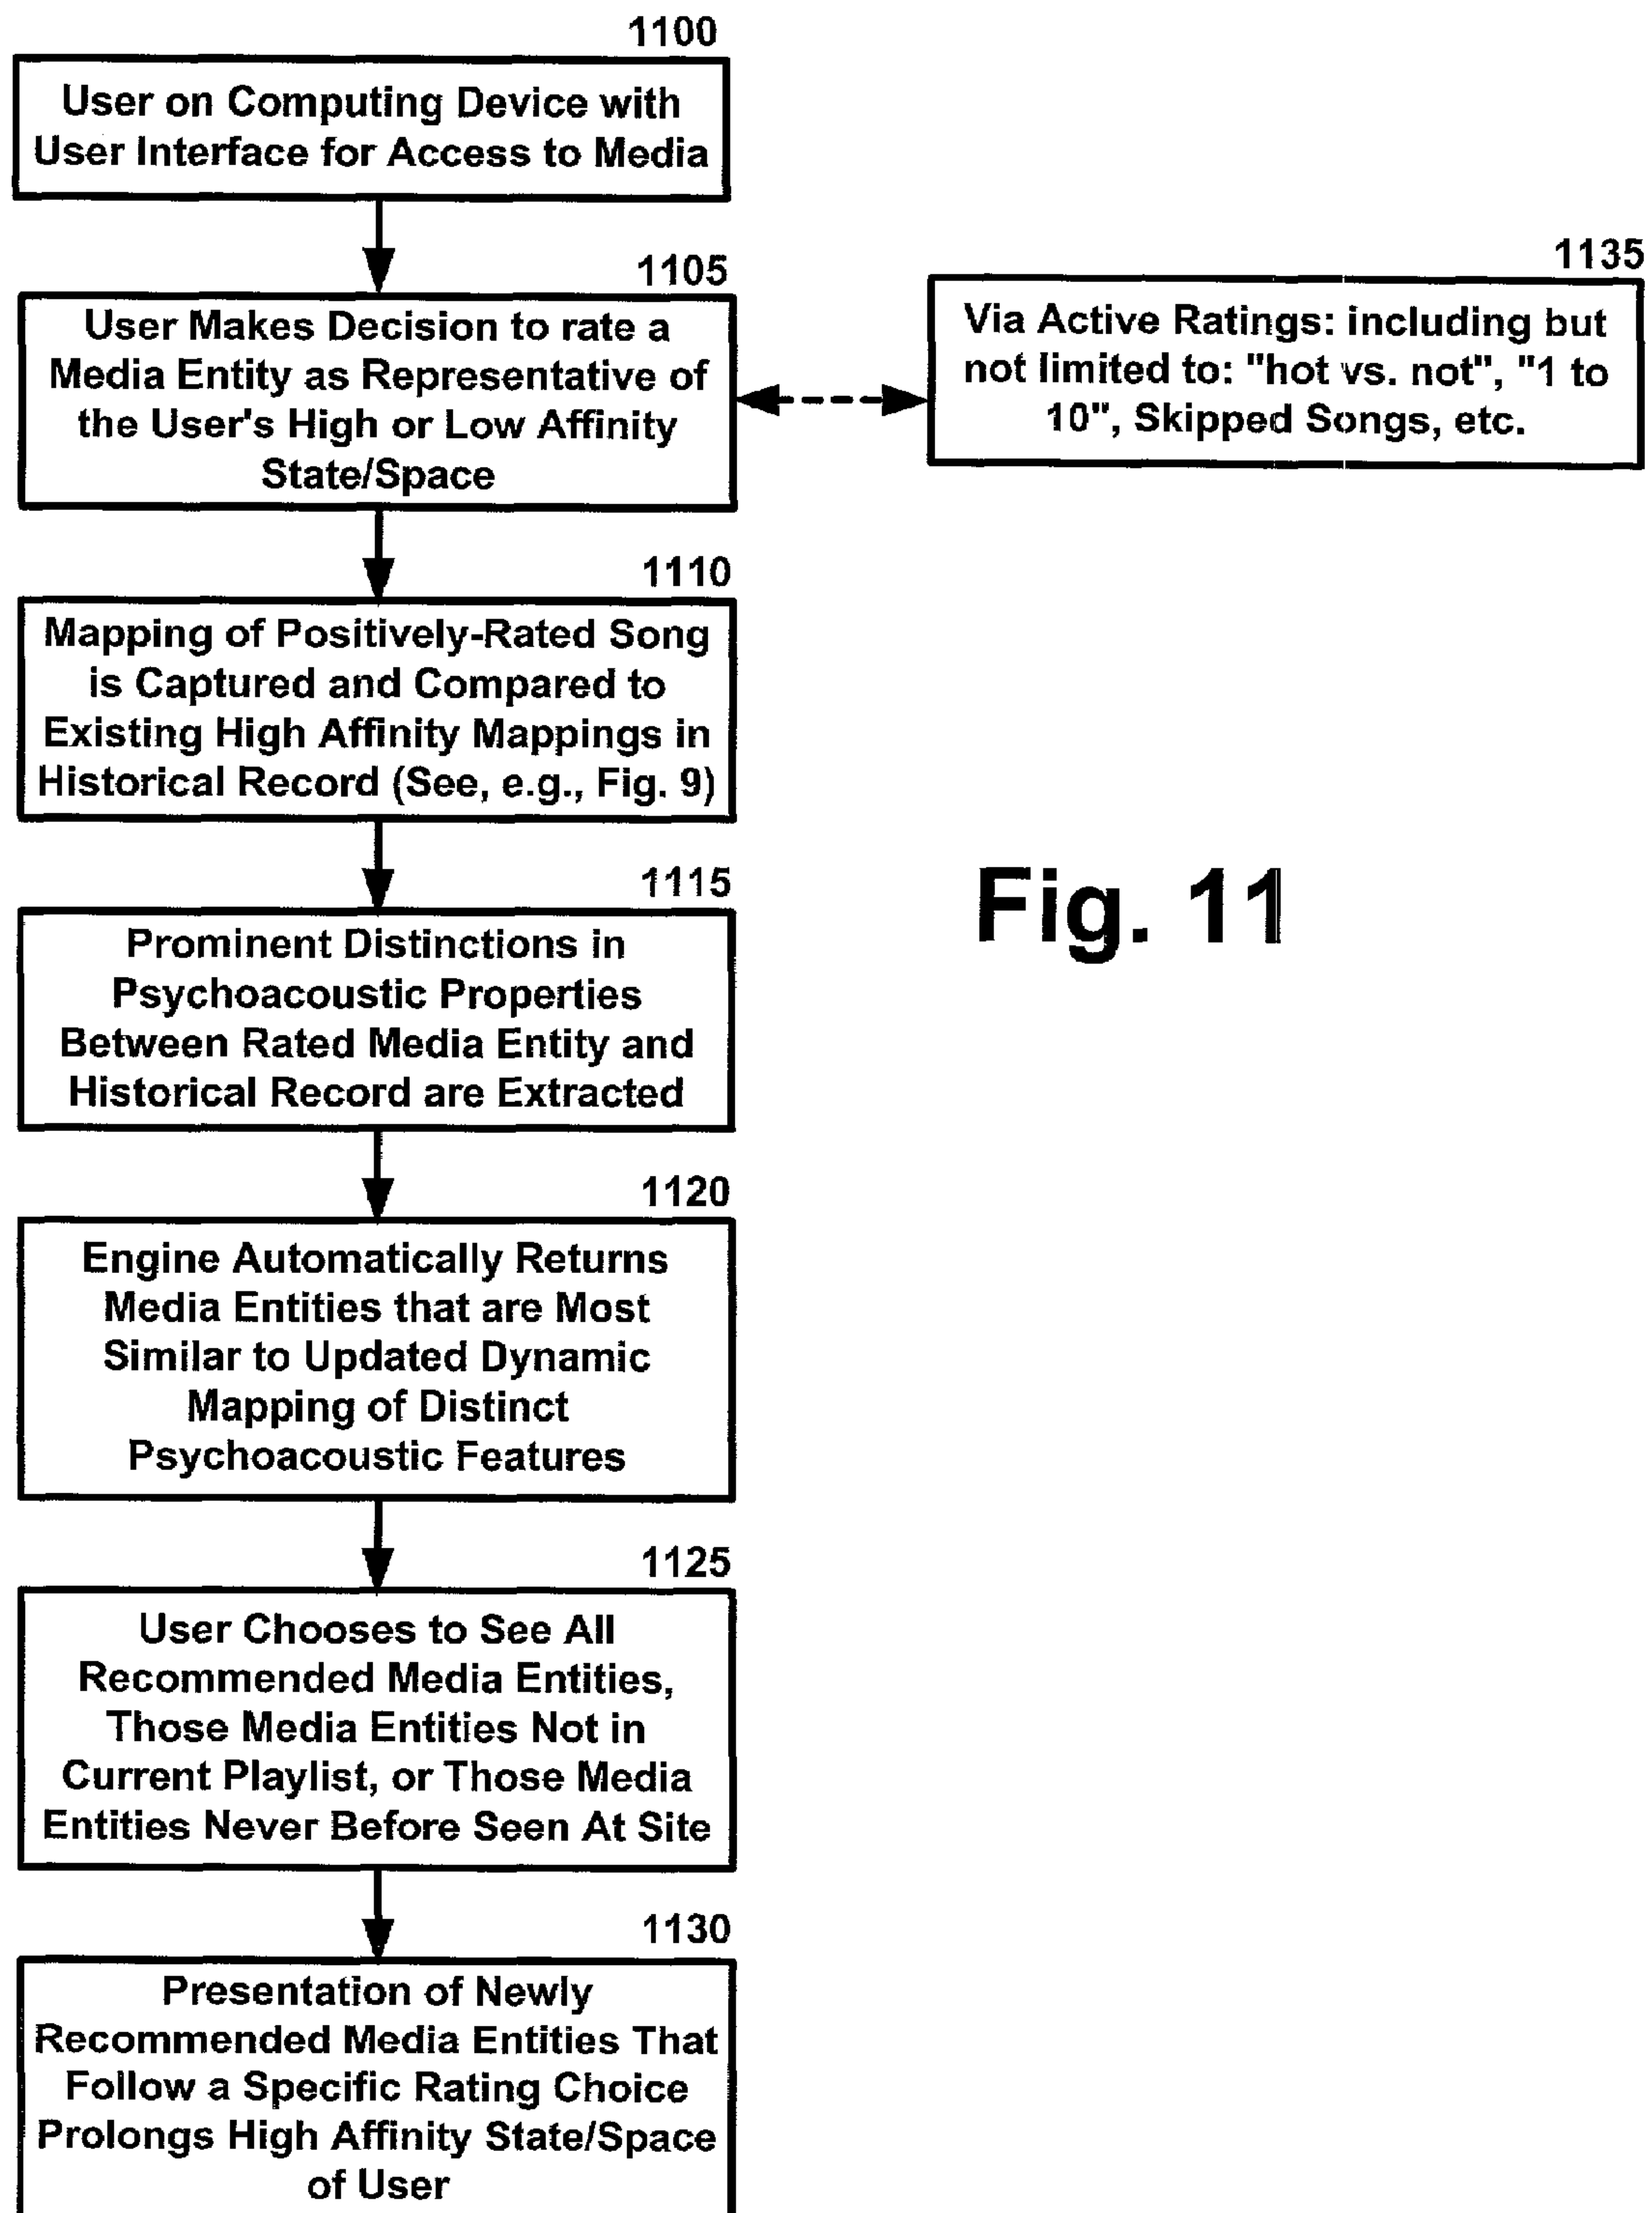 1100
User on Computing Device with
User Interface for Access to Media
1105
User Makes Decision to rate a
Media Entity as Representative of
the User's High or Low Affinity
State/Space
1135
Via Active Ratings: including but
not limited to: "hot vs. not", "1 to
10", Skipped Songs, etc.
1110
Mapping of Positively-Rated Song
is Captured and Compared to
Existing High Affinity Mappings in
Historical Record (See, e.g., Fig. 9)
1115
Prominent Distinctions in
Psychoacoustic Properties
Between Rated Media Entity and
Historical Record are Extracted
Fig. 11
1120
Engine Automatically Returns
Media Entities that are Most
Similar to Updated Dynamic
Mapping of Distinct
Psychoacoustic Features
1125
User Chooses to See All
Recommended Media Entities,
Those Media Entities Not in
Current Playlist, or Those Media
Entities Never Before Seen At Site
1130
Presentation of Newly
Recommended Media Entities That
Follow a Specific Rating Choice
Prolongs High Affinity State/Space
of User